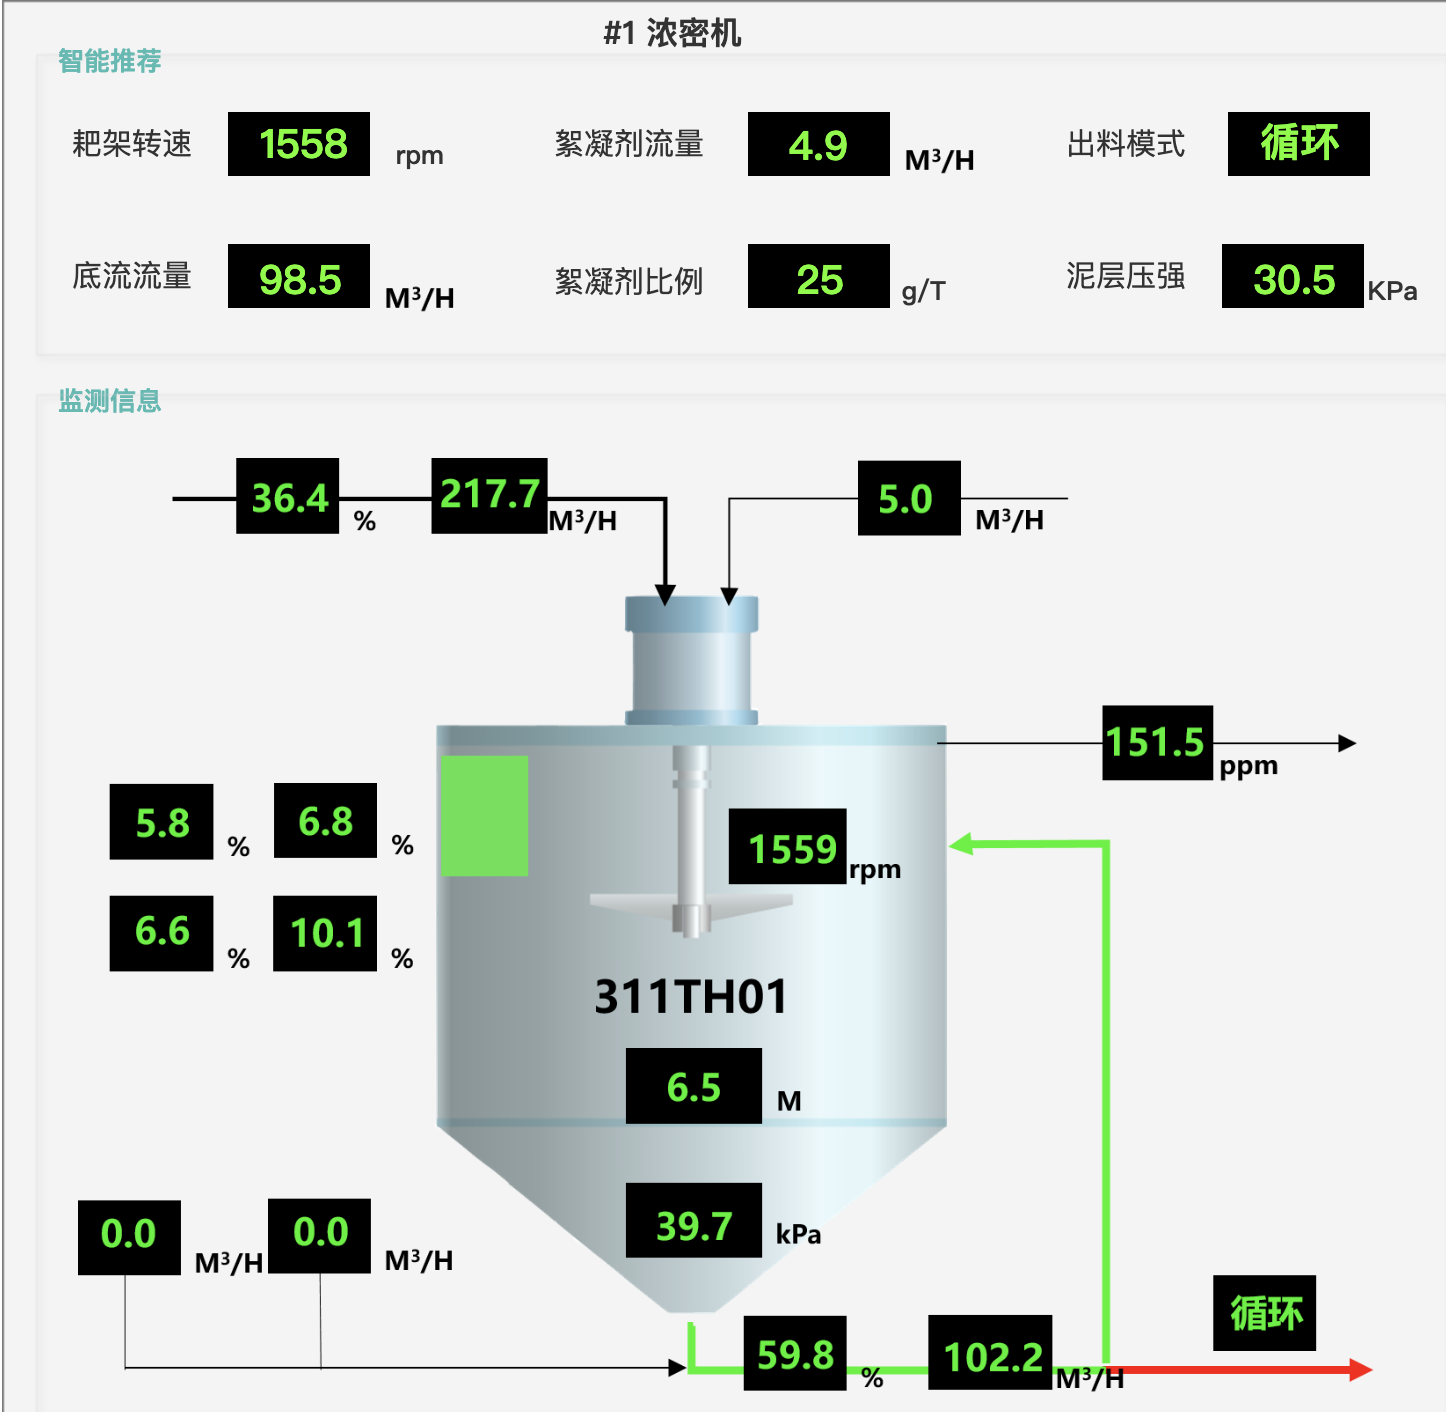 #1 浓密机
智能推荐
耙架转速 1558 rpm 絮凝剂流量 4.9 M³/H 出料模式 循环
底流流量 98.5 M³/H 絮凝剂比例 25 g/T 泥层压强 30.5 KPa
监测信息
36.4 % 217.7 M³/H 5.0 M³/H
151.5 ppm
5.8 % 6.8 % 1559 rpm
6.6 % 10.1 %
311TH01
6.5 M
39.7 kPa
0.0 M³/H 0.0 M³/H
循环
59.8 % 102.2 M³/H